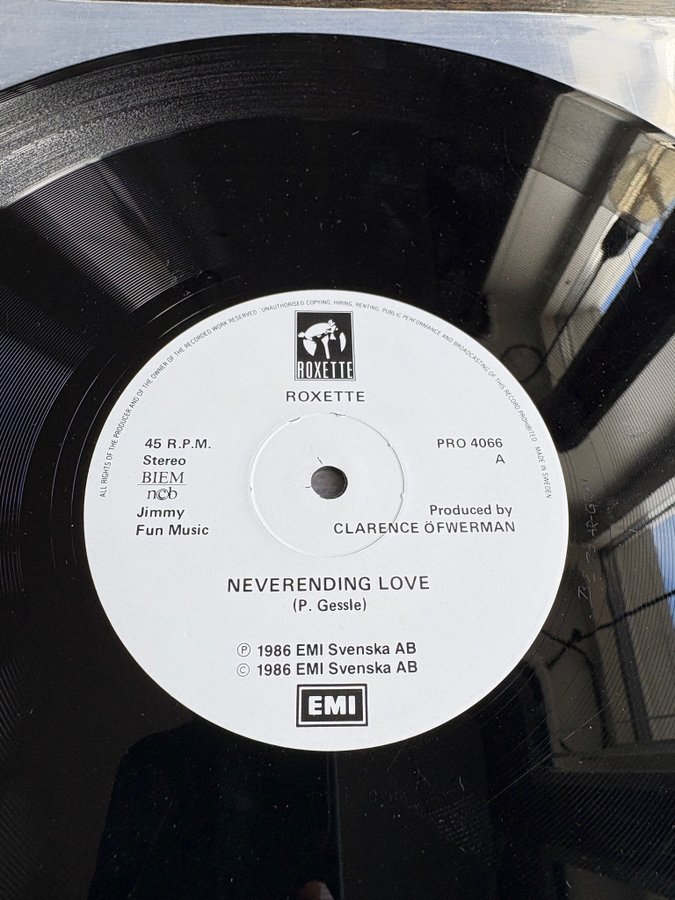 ALL RIGHTS OF THE PRODUCER AND OF THE OWNER OF THE RECORDED WORK RESERVED UNAUTHORISED COPYING, HIRING, RENTING, PUBLIC PERFORMANCE AND BROADCASTING OF THIS RECORD PROHIBITED MADE IN SWEDEN
ROXETTE
ROXETTE
45 R.P.M.
Stereo
BIEM
ncb
Jimmy
Fun Music
PRO 4066
A
Produced by
CLARENCE ÖFWERMAN
NEVERENDING LOVE
(P. Gessle)
℗ 1986 EMI Svenska AB
© 1986 EMI Svenska AB
EMI